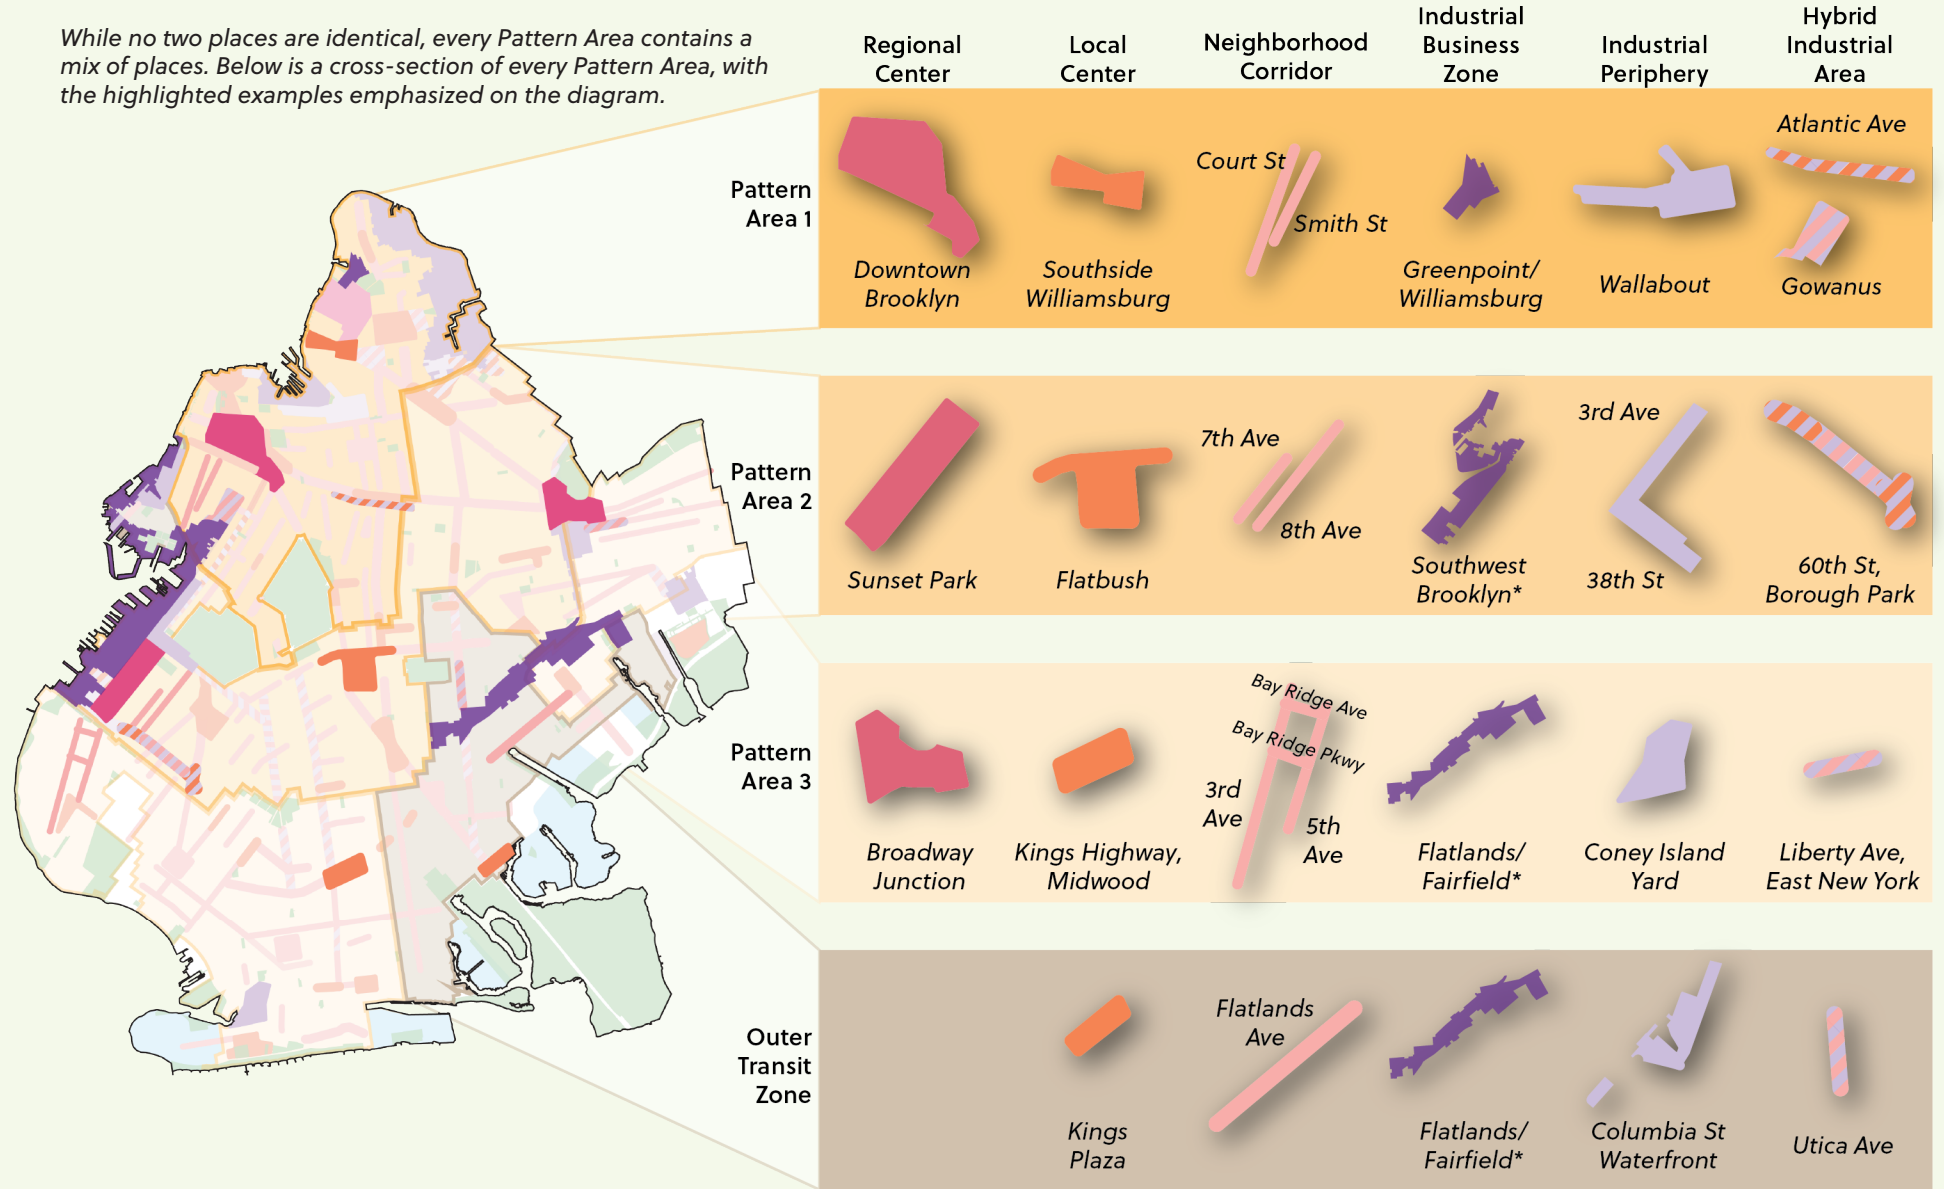 While no two places are identical, every Pattern Area contains a
mix of places. Below is a cross-section of every Pattern Area, with
the highlighted examples emphasized on the diagram.
Regional
Center
Local
Center
Neighborhood
Corridor
Industrial
Business
Zone
Industrial
Periphery
Hybrid
Industrial
Area
Pattern
Area 1
Downtown
Brooklyn
Southside
Williamsburg
Court St
Smith St
Greenpoint/
Williamsburg
Wallabout
Atlantic Ave
Gowanus
Pattern
Area 2
Sunset Park
Flatbush
7th Ave
8th Ave
Southwest
Brooklyn*
3rd Ave
38th St
60th St,
Borough Park
Pattern
Area 3
Broadway
Junction
Kings Highway,
Midwood
Bay Ridge Ave
Bay Ridge Pkwy
3rd
Ave
5th
Ave
Flatlands/
Fairfield*
Coney Island
Yard
Liberty Ave,
East New York
Outer
Transit
Zone
Kings
Plaza
Flatlands
Ave
Flatlands/
Fairfield*
Columbia St
Waterfront
Utica Ave